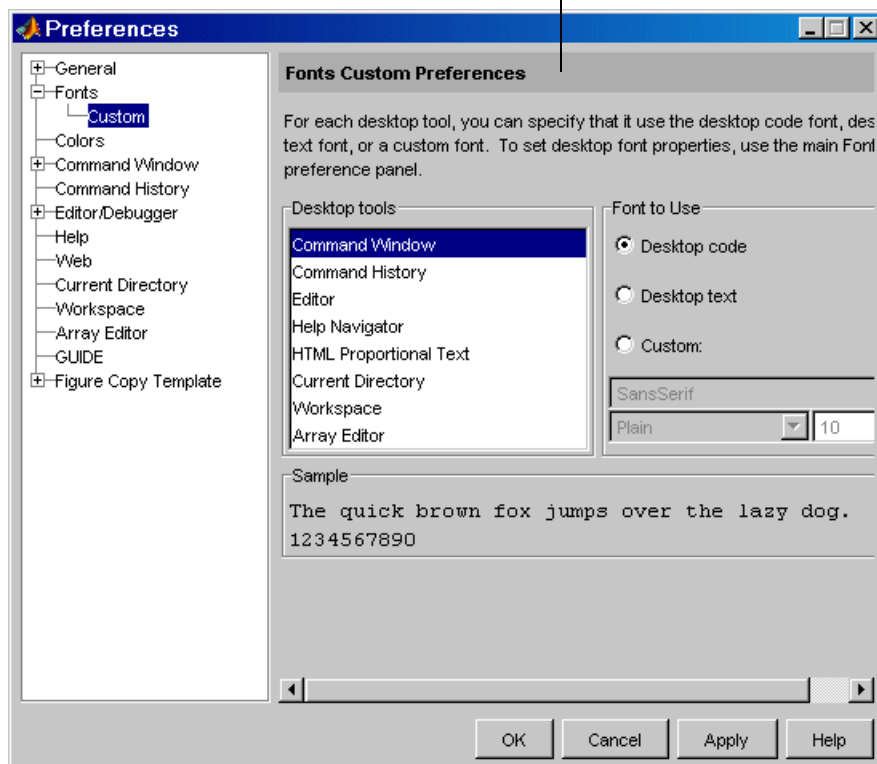 Preferences
General
Fonts
Custom
Colors
Command Window
Command History
Editor/Debugger
Help
Web
Current Directory
Workspace
Array Editor
GUIDE
Figure Copy Template
Fonts Custom Preferences
For each desktop tool, you can specify that it use the desktop code font, des
text font, or a custom font. To set desktop font properties, use the main Font
preference panel.
Desktop tools
Command Window
Command History
Editor
Help Navigator
HTML Proportional Text
Current Directory
Workspace
Array Editor
Font to Use
Desktop code
Desktop text
Custom:
SansSerif
Plain
10
Sample
The quick brown fox jumps over the lazy dog.
1234567890
OK
Cancel
Apply
Help